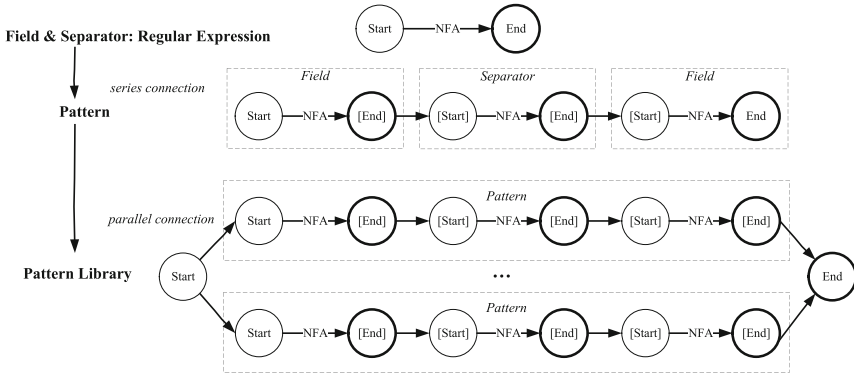 Field & Separator: Regular Expression
Start NFA End
series connection
Field Separator Field
Pattern
Start NFA [End] [Start] NFA [End] [Start] NFA End
parallel connection
Pattern
Start NFA [End] [Start] NFA [End] [Start] NFA [End]
Pattern Library
Start ... End
Pattern
Start NFA [End] [Start] NFA [End] [Start] NFA [End]